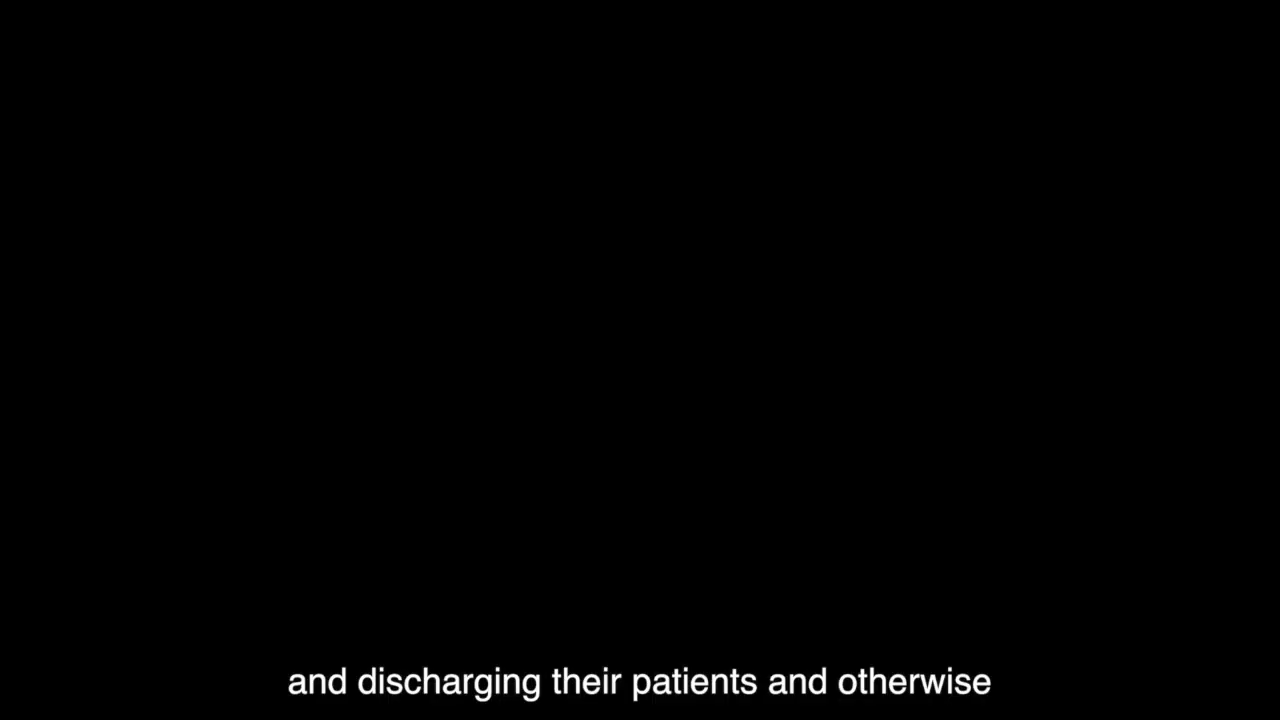 and discharging their patients and otherwise